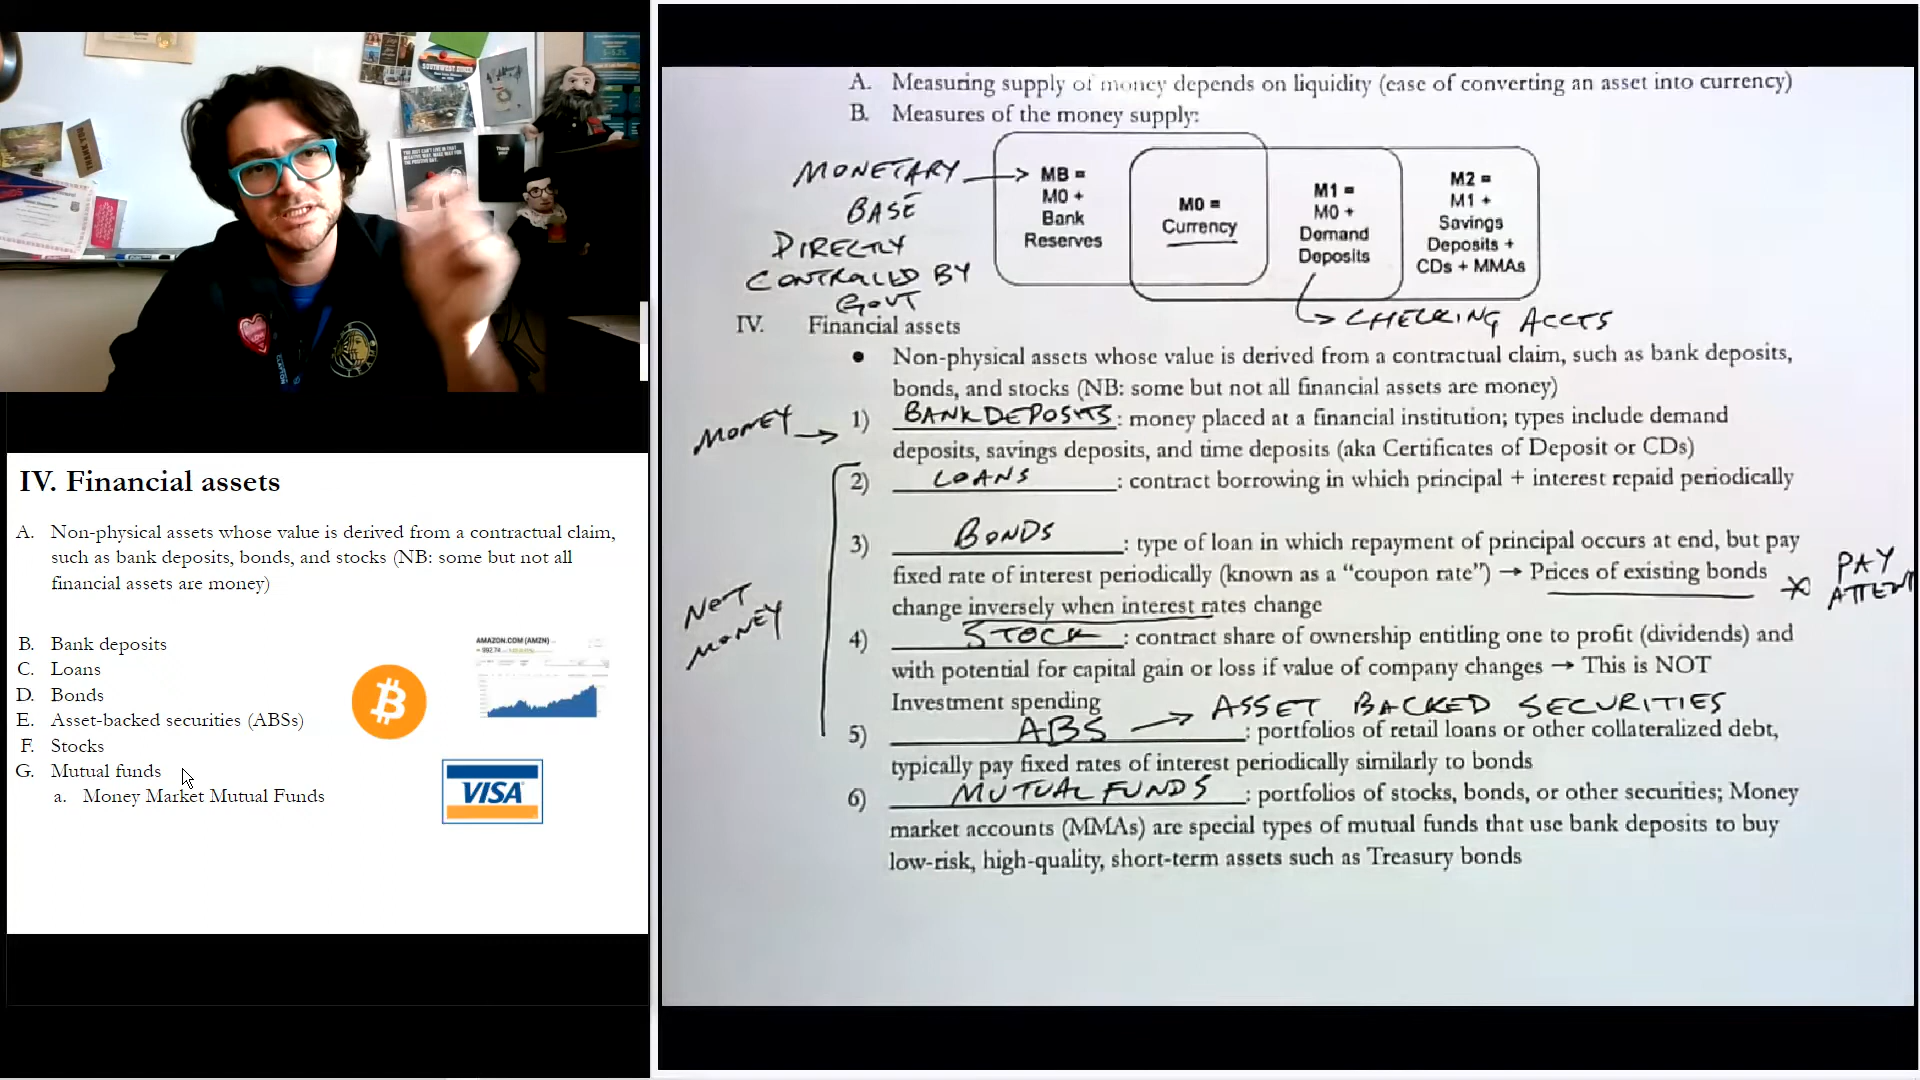 SOUTHWEST DINER
THANK YOU
Thank you!
IV. Financial assets
A. Non-physical assets whose value is derived from a contractual claim,
such as bank deposits, bonds, and stocks (NB: some but not all
financial assets are money)
B. Bank deposits
C. Loans
D. Bonds
E. Asset-backed securities (ABSs)
F. Stocks
G. Mutual funds
a. Money Market Mutual Funds
AMAZON.COM (AMZN)
992.74
VISA
A. Measuring supply of money depends on liquidity (ease of converting an asset into currency)
B. Measures of the money supply:
MONETARY
BASE
DIRECTLY
CONTROLLED BY
GOVT
MB =
M0 +
Bank
Reserves
M0 =
Currency
M1 =
M0 +
Demand
Deposits
M2 =
M1 +
Savings
Deposits +
CDs + MMAs
CHECKING ACCTS
IV. Financial assets
• Non-physical assets whose value is derived from a contractual claim, such as bank deposits,
bonds, and stocks (NB: some but not all financial assets are money)
MONEY
1) BANK DEPOSITS: money placed at a financial institution; types include demand
deposits, savings deposits, and time deposits (aka Certificates of Deposit or CDs)
2) LOANS: contract borrowing in which principal + interest repaid periodically
3) BONDS: type of loan in which repayment of principal occurs at end, but pay
fixed rate of interest periodically (known as a “coupon rate”) → Prices of existing bonds
change inversely when interest rates change
PAY
ATTENT
NOT
MONEY
4) STOCK: contract share of ownership entitling one to profit (dividends) and
with potential for capital gain or loss if value of company changes → This is NOT
Investment spending
5) ABS → ASSET BACKED SECURITIES: portfolios of retail loans or other collateralized debt,
typically pay fixed rates of interest periodically similarly to bonds
6) MUTUAL FUNDS: portfolios of stocks, bonds, or other securities; Money
market accounts (MMAs) are special types of mutual funds that use bank deposits to buy
low-risk, high-quality, short-term assets such as Treasury bonds